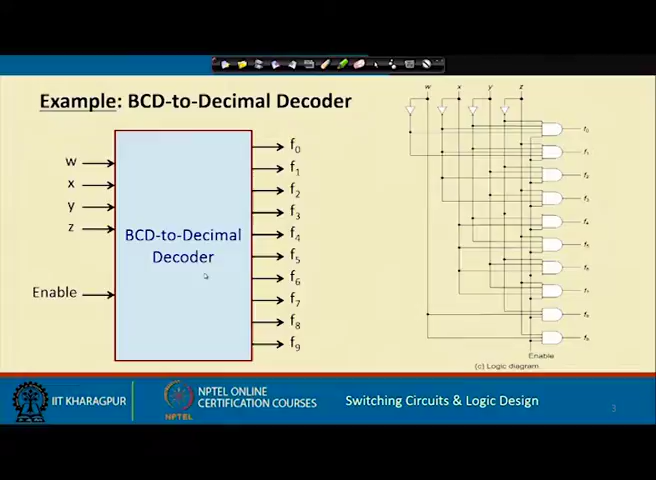 Example: BCD-to-Decimal Decoder
w
x
y
z
Enable
BCD-to-Decimal
Decoder
f0
f1
f2
f3
f4
f5
f6
f7
f8
f9
w x y z
f0
f1
f2
f3
f4
f5
f6
f7
f8
f9
Enable
(c) Logic diagram
IIT KHARAGPUR
NPTEL
NPTEL ONLINE
CERTIFICATION COURSES
Switching Circuits & Logic Design
3